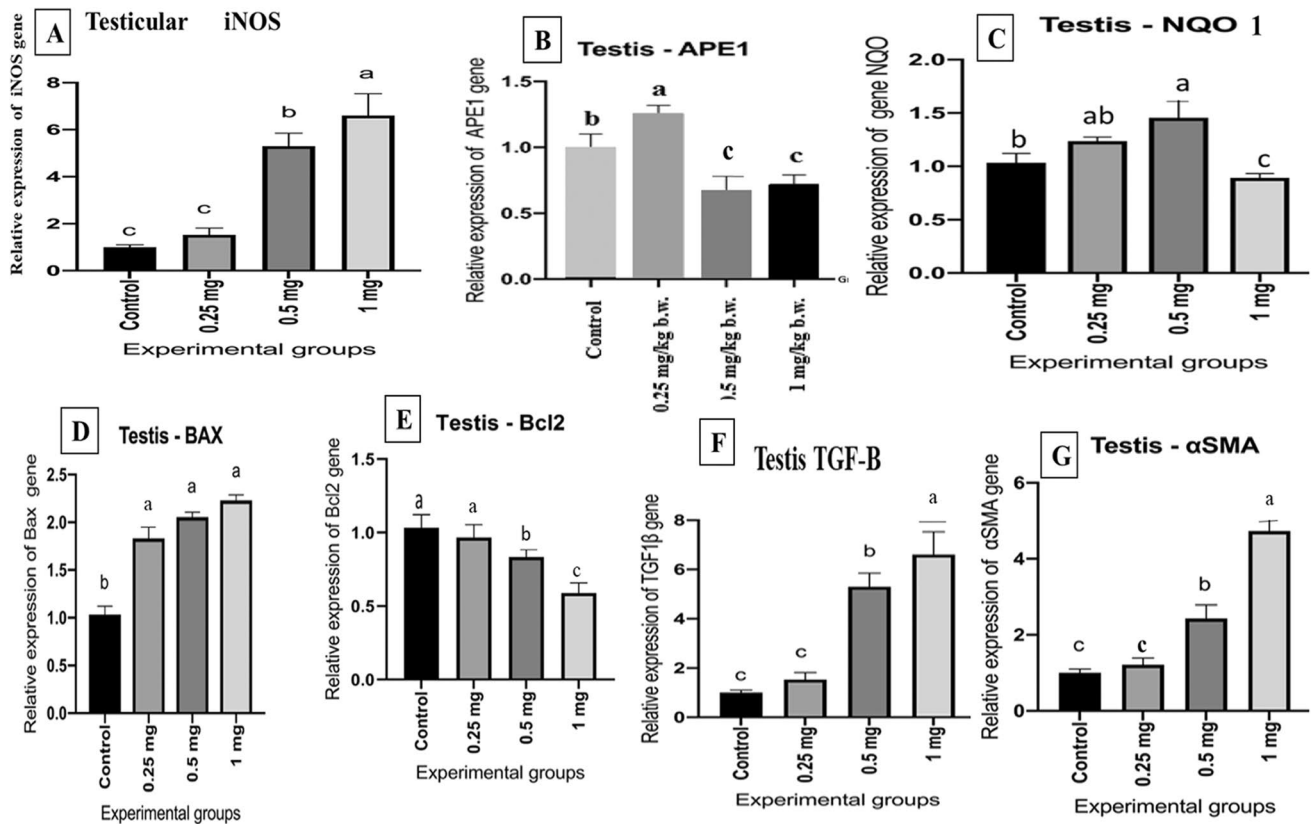 A
Testicular iNOS
Relative expression of iNOS gene
8
6
4
2
0
c
c
b
a
Control
0.25 mg
0.5 mg
1 mg
Experimental groups
B
Testis - APE1
Relative expression of APE1 gene
1.5
1.0
0.5
0.0
b
a
c
c
Control
0.25 mg/kg b.w.
0.5 mg/kg b.w.
1 mg/kg b.w.
C
Testis - NQO 1
Relative expression of gene NQO
2.0
1.5
1.0
0.5
0.0
b
ab
a
c
Control
0.25 mg
0.5 mg
1 mg
Experimental groups
D
Testis - BAX
Relative expression of Bax gene
2.5
2.0
1.5
1.0
0.5
0.0
b
a
a
a
Control
0.25 mg
0.5 mg
1 mg
Experimental groups
E
Testis - Bcl2
Relative expression of Bcl2 gene
1.5
1.0
0.5
0.0
a
a
b
c
Control
0.25 mg
0.5 mg
1 mg
Experimental groups
F
Testis TGF-B
Relative expression of TGF1β gene
8
6
4
2
0
c
c
b
a
Control
0.25 mg
0.5 mg
1 mg
Experimental groups
G
Testis - αSMA
Relative expression of αSMA gene
6
4
2
0
c
c
b
a
Control
0.25 mg
0.5 mg
1 mg
Experimental groups